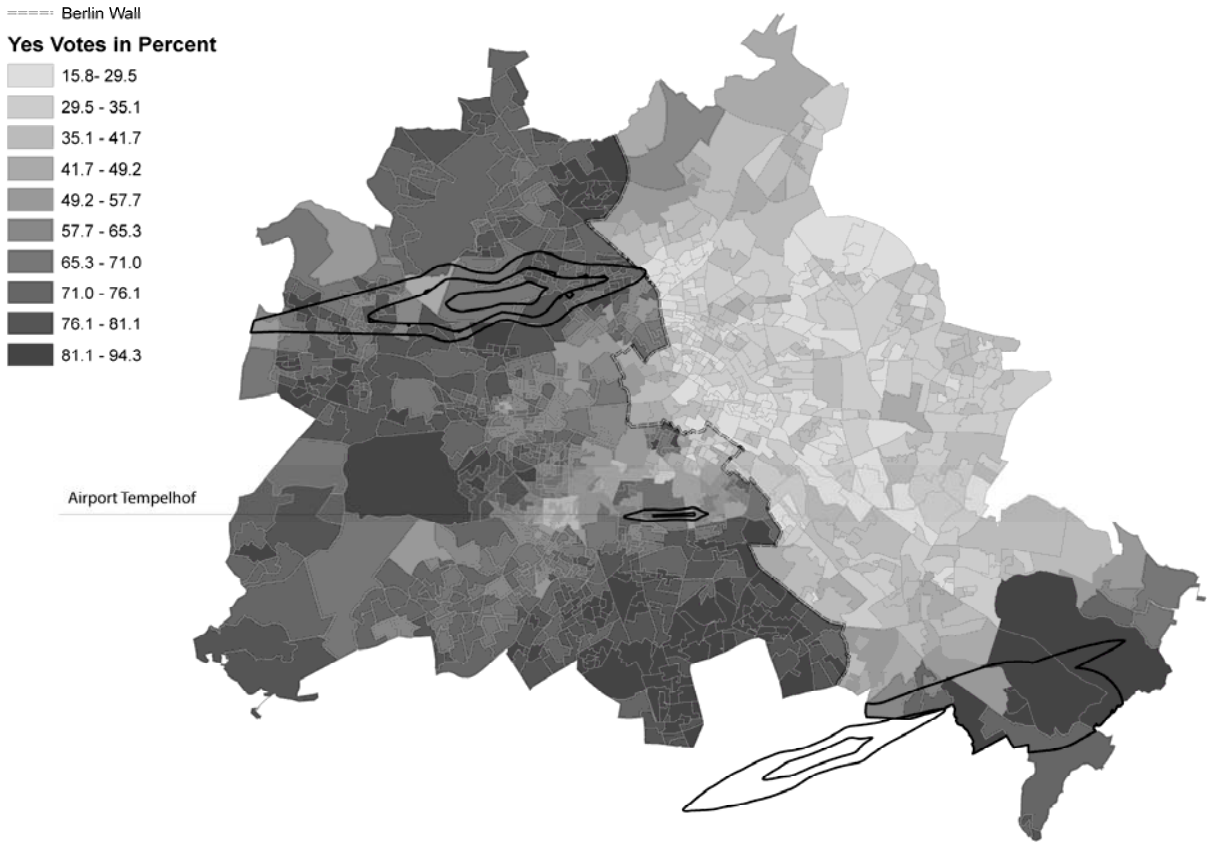 Berlin Wall
Yes Votes in Percent
15.8- 29.5
29.5 - 35.1
35.1 - 41.7
41.7 - 49.2
49.2 - 57.7
57.7 - 65.3
65.3 - 71.0
71.0 - 76.1
76.1 - 81.1
81.1 - 94.3
Airport Tempelhof